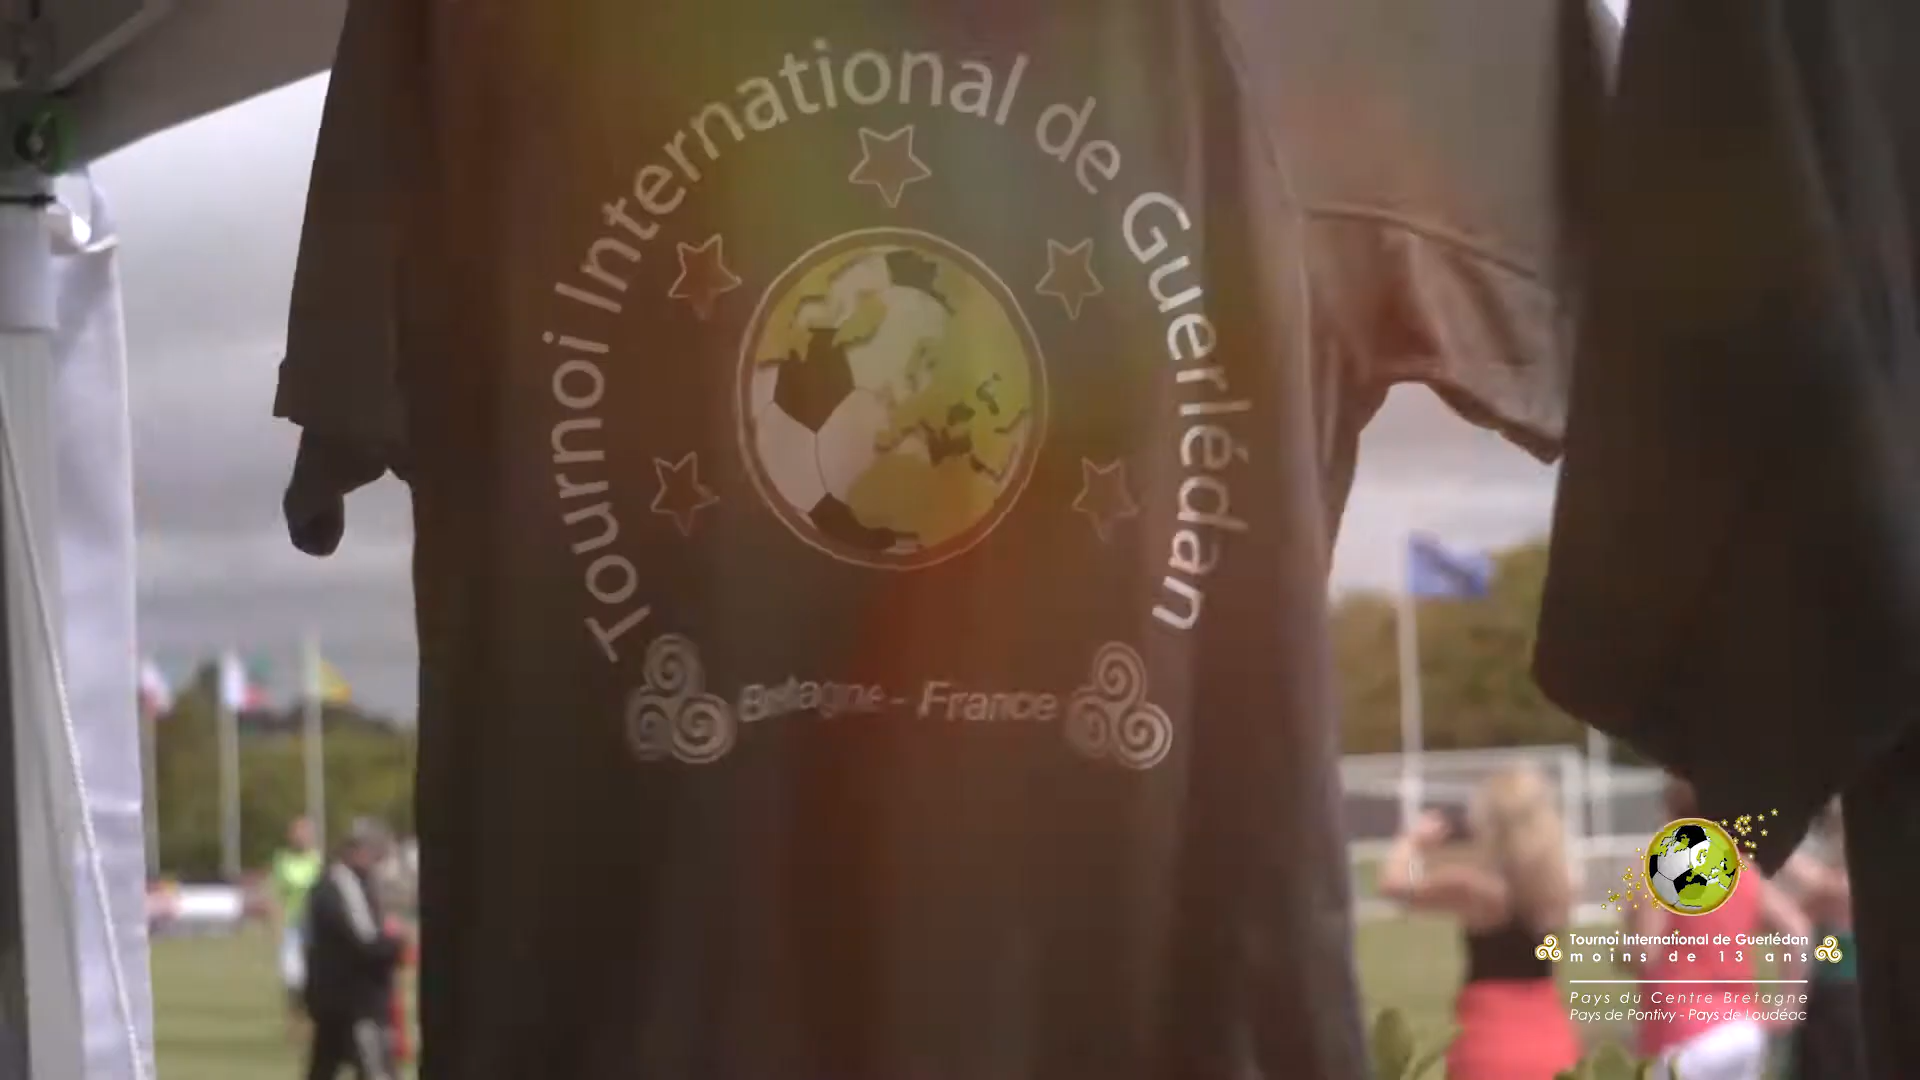 Tournoi International de Guerlédan
Bretagne - France
Tournoi International de Guerlédan
moins de 13 ans
Pays du Centre Bretagne
Pays de Pontivy - Pays de Loudéac